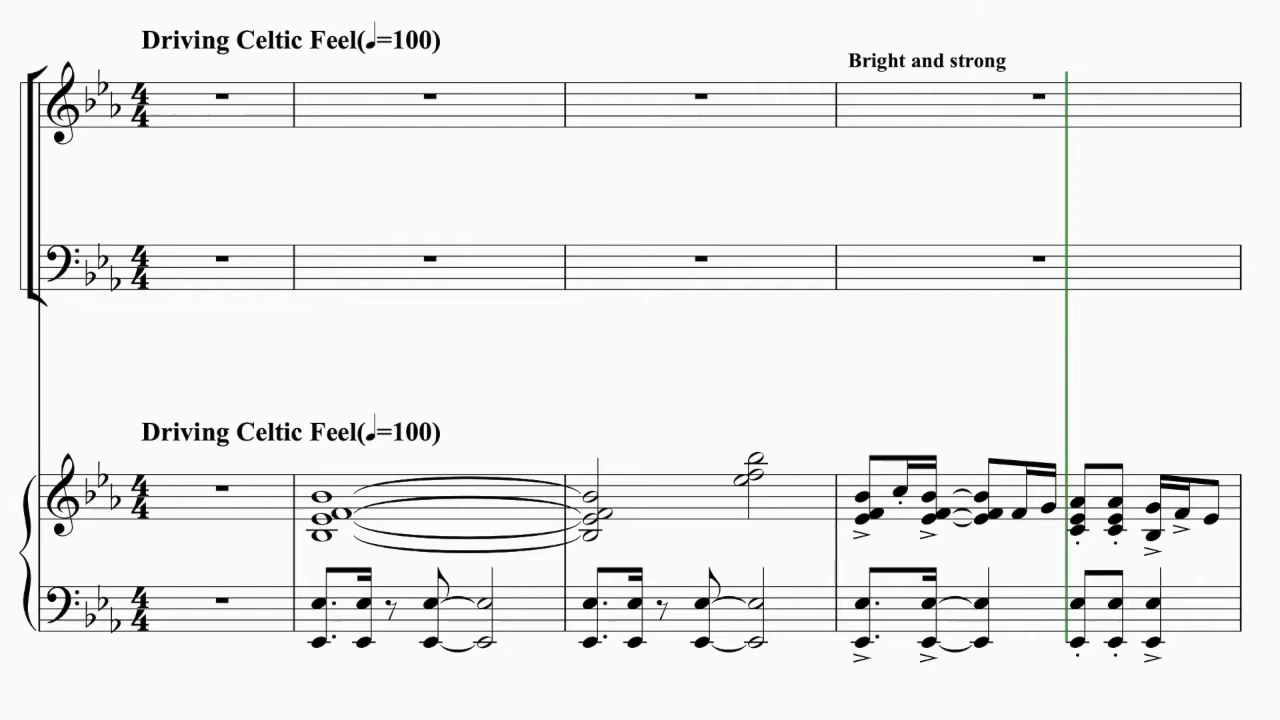 Driving Celtic Feel(♩=100)
Bright and strong
Driving Celtic Feel(♩=100)